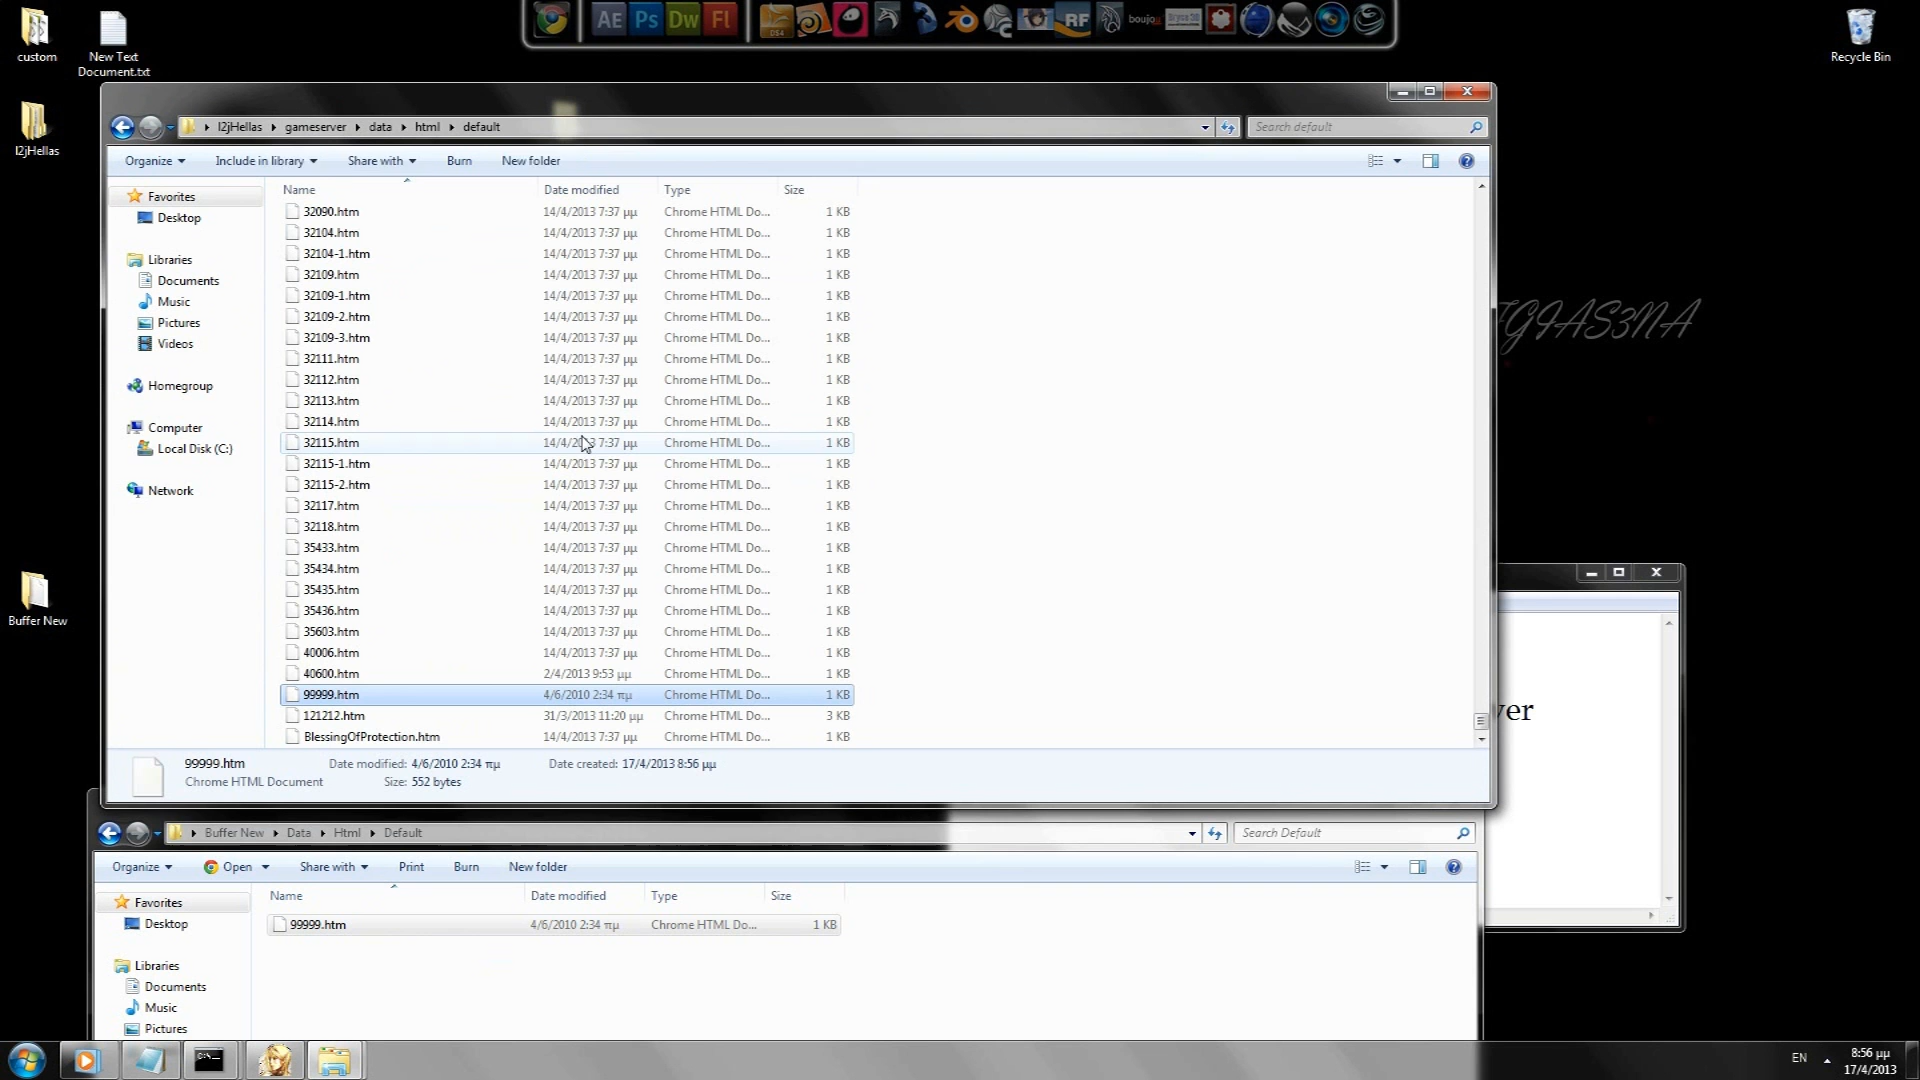 custom
New Text
Document.txt
AE Ps Dw Fl
DS4
RF
boujou
Recycle Bin
l2jHellas
l2jHellas gameserver data html default
Search default
Organize Include in library Share with Burn New folder
Name Date modified Type Size
Favorites
Desktop
Libraries
Documents
Music
Pictures
Videos
Homegroup
Computer
Local Disk (C:)
Network
32090.htm 14/4/2013 7:37 μμ Chrome HTML Do... 1 KB
32104.htm 14/4/2013 7:37 μμ Chrome HTML Do... 1 KB
32104-1.htm 14/4/2013 7:37 μμ Chrome HTML Do... 1 KB
32109.htm 14/4/2013 7:37 μμ Chrome HTML Do... 1 KB
32109-1.htm 14/4/2013 7:37 μμ Chrome HTML Do... 1 KB
32109-2.htm 14/4/2013 7:37 μμ Chrome HTML Do... 1 KB
32109-3.htm 14/4/2013 7:37 μμ Chrome HTML Do... 1 KB
32111.htm 14/4/2013 7:37 μμ Chrome HTML Do... 1 KB
32112.htm 14/4/2013 7:37 μμ Chrome HTML Do... 1 KB
32113.htm 14/4/2013 7:37 μμ Chrome HTML Do... 1 KB
32114.htm 14/4/2013 7:37 μμ Chrome HTML Do... 1 KB
32115.htm 14/4/2013 7:37 μμ Chrome HTML Do... 1 KB
32115-1.htm 14/4/2013 7:37 μμ Chrome HTML Do... 1 KB
32115-2.htm 14/4/2013 7:37 μμ Chrome HTML Do... 1 KB
32117.htm 14/4/2013 7:37 μμ Chrome HTML Do... 1 KB
32118.htm 14/4/2013 7:37 μμ Chrome HTML Do... 1 KB
35433.htm 14/4/2013 7:37 μμ Chrome HTML Do... 1 KB
35434.htm 14/4/2013 7:37 μμ Chrome HTML Do... 1 KB
35435.htm 14/4/2013 7:37 μμ Chrome HTML Do... 1 KB
35436.htm 14/4/2013 7:37 μμ Chrome HTML Do... 1 KB
35603.htm 14/4/2013 7:37 μμ Chrome HTML Do... 1 KB
40006.htm 14/4/2013 7:37 μμ Chrome HTML Do... 1 KB
40600.htm 2/4/2013 9:53 μμ Chrome HTML Do... 1 KB
99999.htm 4/6/2010 2:34 πμ Chrome HTML Do... 1 KB
121212.htm 31/3/2013 11:20 μμ Chrome HTML Do... 3 KB
BlessingOfProtection.htm 14/4/2013 7:37 μμ Chrome HTML Do... 1 KB
99999.htm Date modified: 4/6/2010 2:34 πμ Date created: 17/4/2013 8:56 μμ
Chrome HTML Document Size: 552 bytes
Buffer New
Buffer New Data Html Default
Search Default
Organize Open Share with Print Burn New folder
Name Date modified Type Size
Favorites
Desktop
Libraries
Documents
Music
Pictures
99999.htm 4/6/2010 2:34 πμ Chrome HTML Do... 1 KB
EN
8:56 μμ
17/4/2013